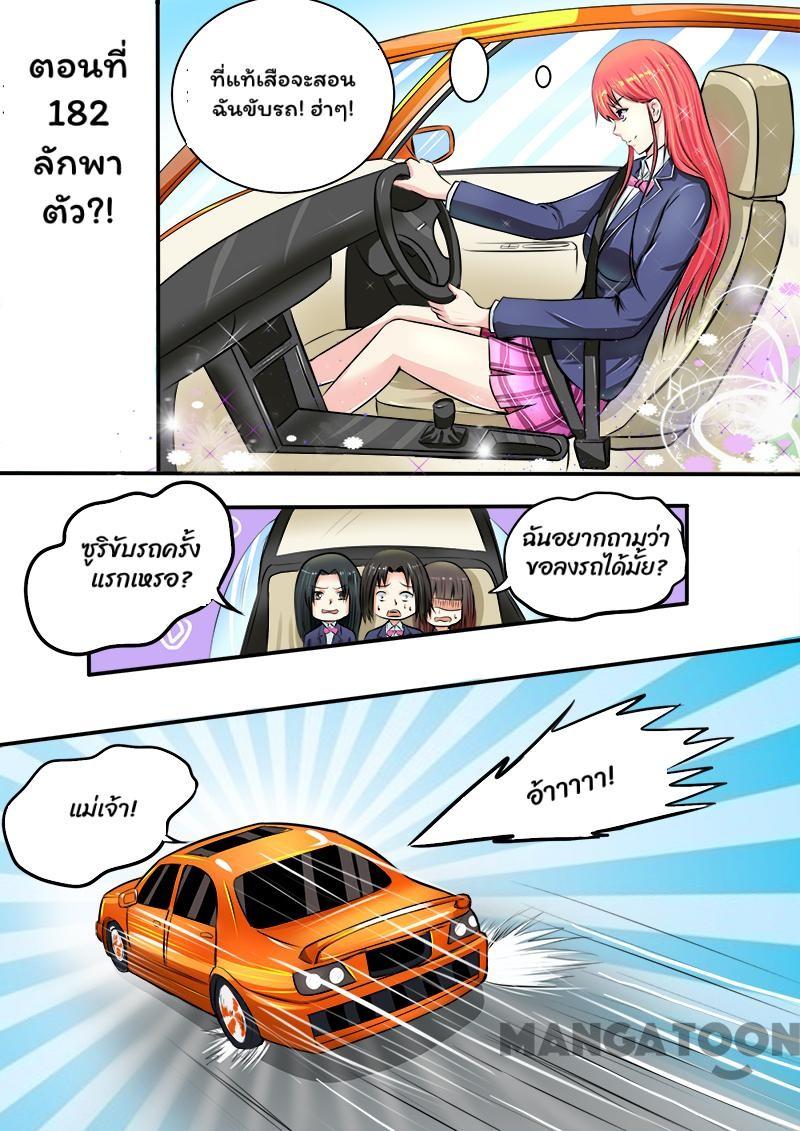 ตอนที่
182
ลักพา
ตัว?!
ที่แท้เสือจะสอน
ฉันขับรถ! ฮ่าๆ!
ซูริขับรถครั้ง
แรกเหรอ?
ฉันอยากถามว่า
ขอลงรถได้มั้ย?
แม่เจ้า!
อ้าาาาา!
MANGATOON